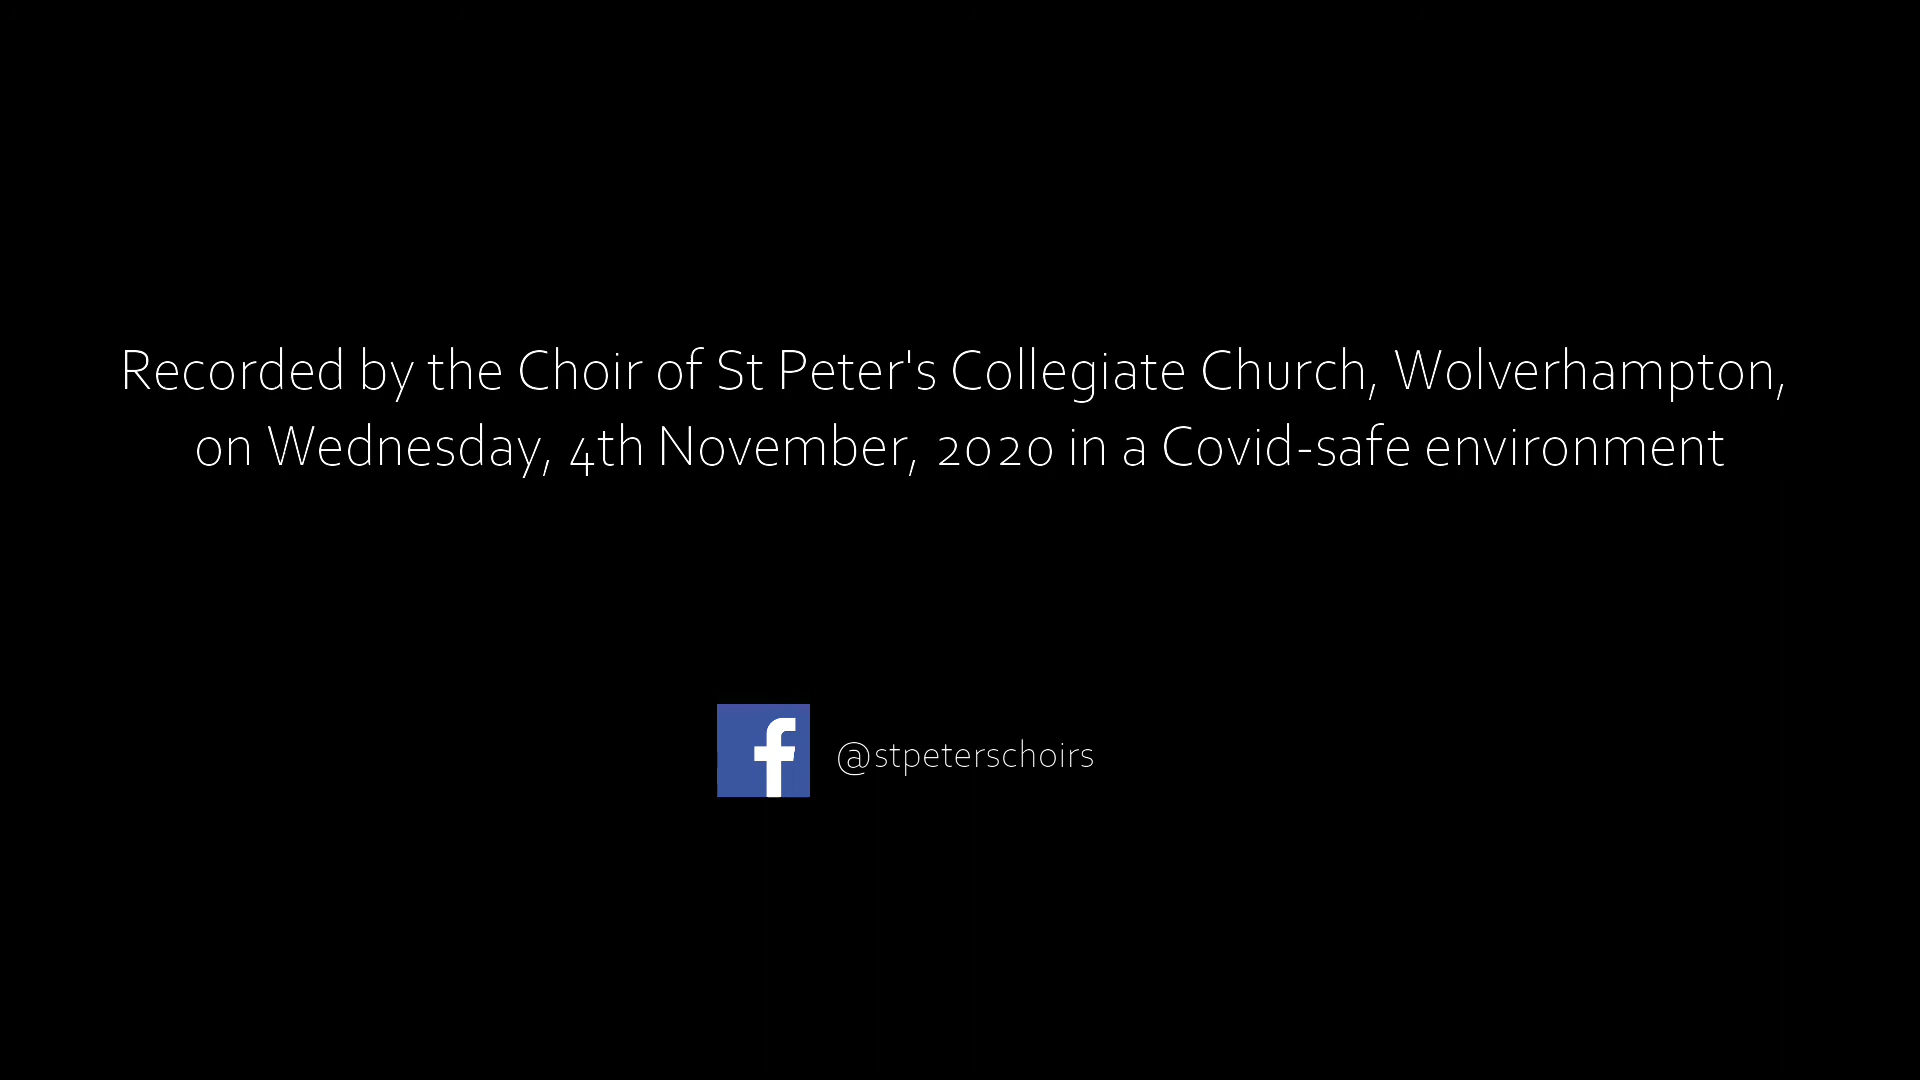 Recorded by the Choir of St Peter's Collegiate Church, Wolverhampton,
on Wednesday, 4th November, 2020 in a Covid-safe environment
f @stpeterschoirs